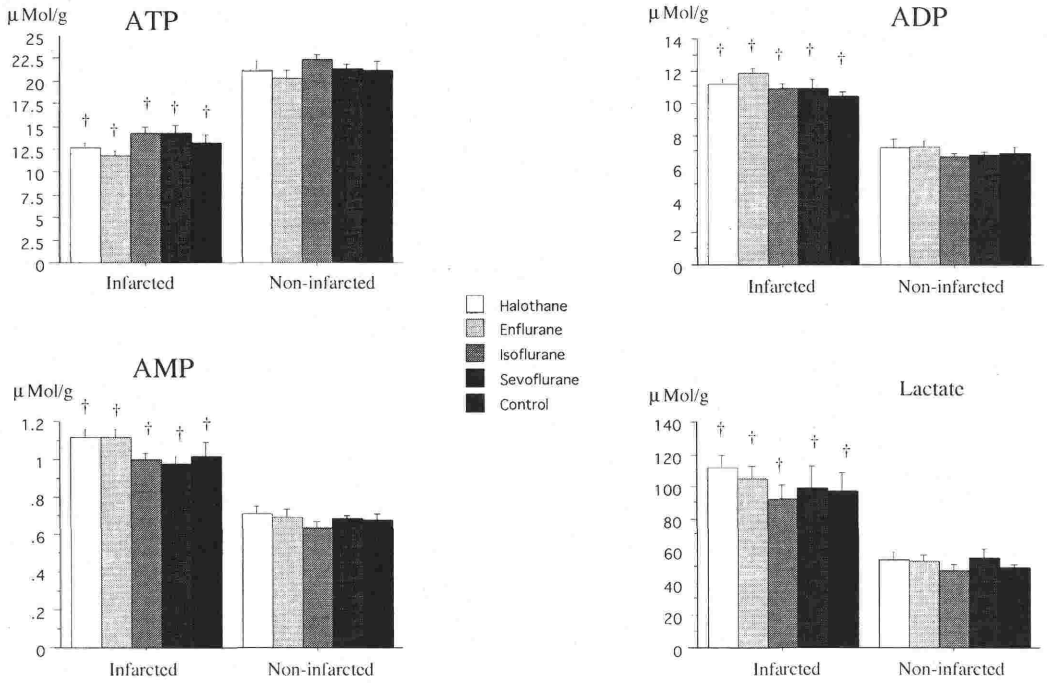 µ Mol/g
ATP
25
22.5
20
17.5
15
12.5
10
7.5
5
2.5
0
†
†
†
†
†
Infarcted
Non-infarcted
µ Mol/g
ADP
14
12
10
8
6
4
2
0
†
†
†
†
†
Infarcted
Non-infarcted
Halothane
Enflurane
Isoflurane
Sevoflurane
Control
µ Mol/g
AMP
1.2
1
.8
.6
.4
.2
0
†
†
†
†
†
Infarcted
Non-infarcted
µ Mol/g
Lactate
140
120
100
80
60
40
20
0
†
†
†
†
†
Infarcted
Non-infarcted